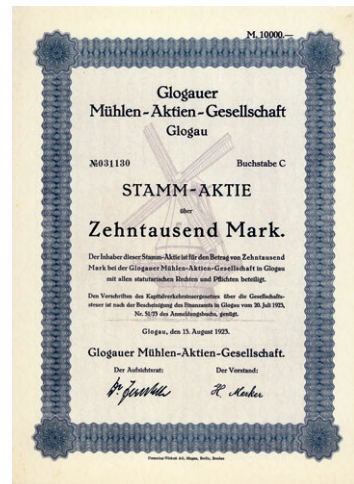 M. 10000.—
Glogauer
Mühlen-Aktien-Gesellschaft
Glogau
№031130 Buchstabe C
STAMM-AKTIE
über
Zehntausend Mark.
Der Inhaber dieser Stamm-Aktie ist für den Betrag von Zehntausend
Mark bei der Glogauer Mühlen-Aktien-Gesellschaft in Glogau
mit allen statutarischen Rechten und Pflichten beteiligt.
Den Vorschriften des Kapitalverkehrsteuergesetzes über die Gesellschafts-
steuer ist nach der Bescheinigung des Finanzamts in Glogau vom 20. Juli 1923,
Nr. 51/23 des Anmeldungsbuchs, genügt.
Glogau, den 15. August 1923.
Glogauer Mühlen-Aktien-Gesellschaft.
Der Aufsichtsrat: Der Vorstand:
Dr. H. Merker
Glogau, Berlin, Breslau